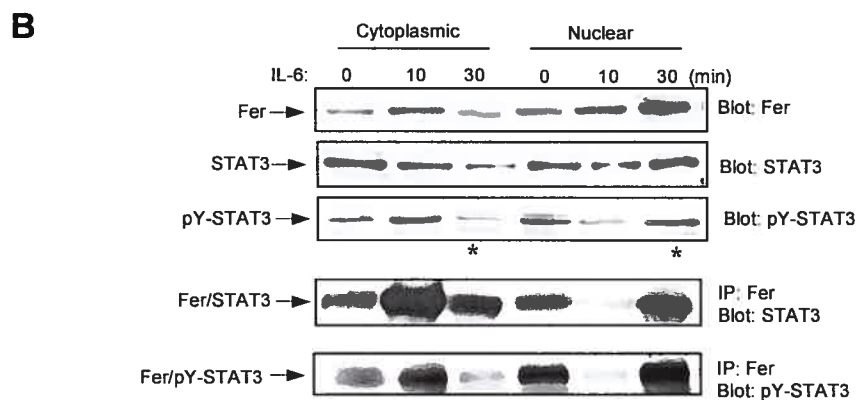 B
Cytoplasmic Nuclear
IL-6: 0 10 30 0 10 30 (min)
Fer Blot: Fer
STAT3 Blot: STAT3
pY-STAT3 Blot: pY-STAT3
* *
Fer/STAT3 IP: Fer
Blot: STAT3
Fer/pY-STAT3 IP: Fer
Blot: pY-STAT3